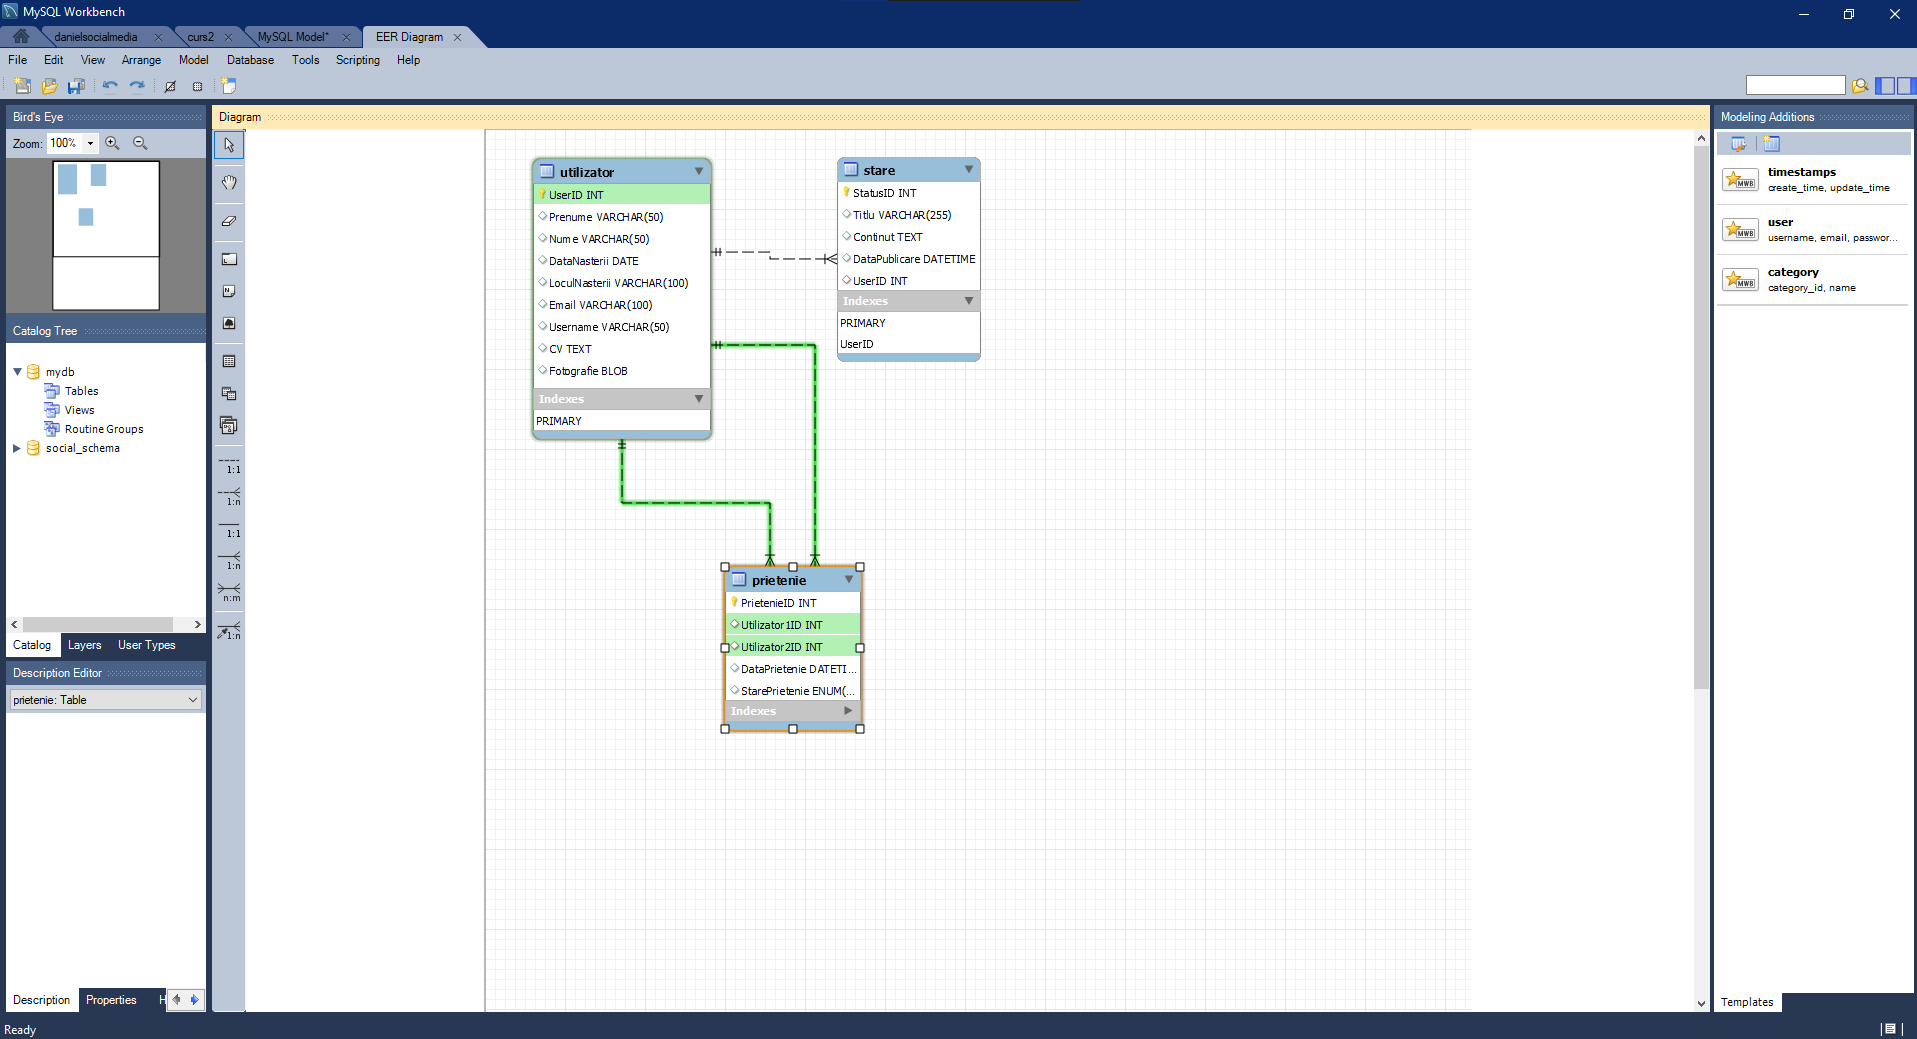 MySQL Workbench
danielsocialmedia
curs2
MySQL Model*
EER Diagram
File Edit View Arrange Model Database Tools Scripting Help
Bird's Eye
Zoom: 100%
Catalog Tree
mydb
Tables
Views
Routine Groups
social_schema
Catalog Layers User Types
Description Editor
prietenie: Table
Description Properties H
Ready
1:1
1:n
1:1
1:n
n:m
1:n
Diagram
utilizator
UserID INT
Prenume VARCHAR(50)
Nume VARCHAR(50)
DataNasterii DATE
LoculNasterii VARCHAR(100)
Email VARCHAR(100)
Username VARCHAR(50)
CV TEXT
Fotografie BLOB
Indexes
PRIMARY
stare
StatusID INT
Titlu VARCHAR(255)
Continut TEXT
DataPublicare DATETIME
UserID INT
Indexes
PRIMARY
UserID
prietenie
PrietenieID INT
Utilizator1ID INT
Utilizator2ID INT
DataPrietenie DATETI...
StarePrietenie ENUM(...
Indexes
Modeling Additions
timestamps
create_time, update_time
user
username, email, passwor...
category
category_id, name
MWB
MWB
MWB
Templates